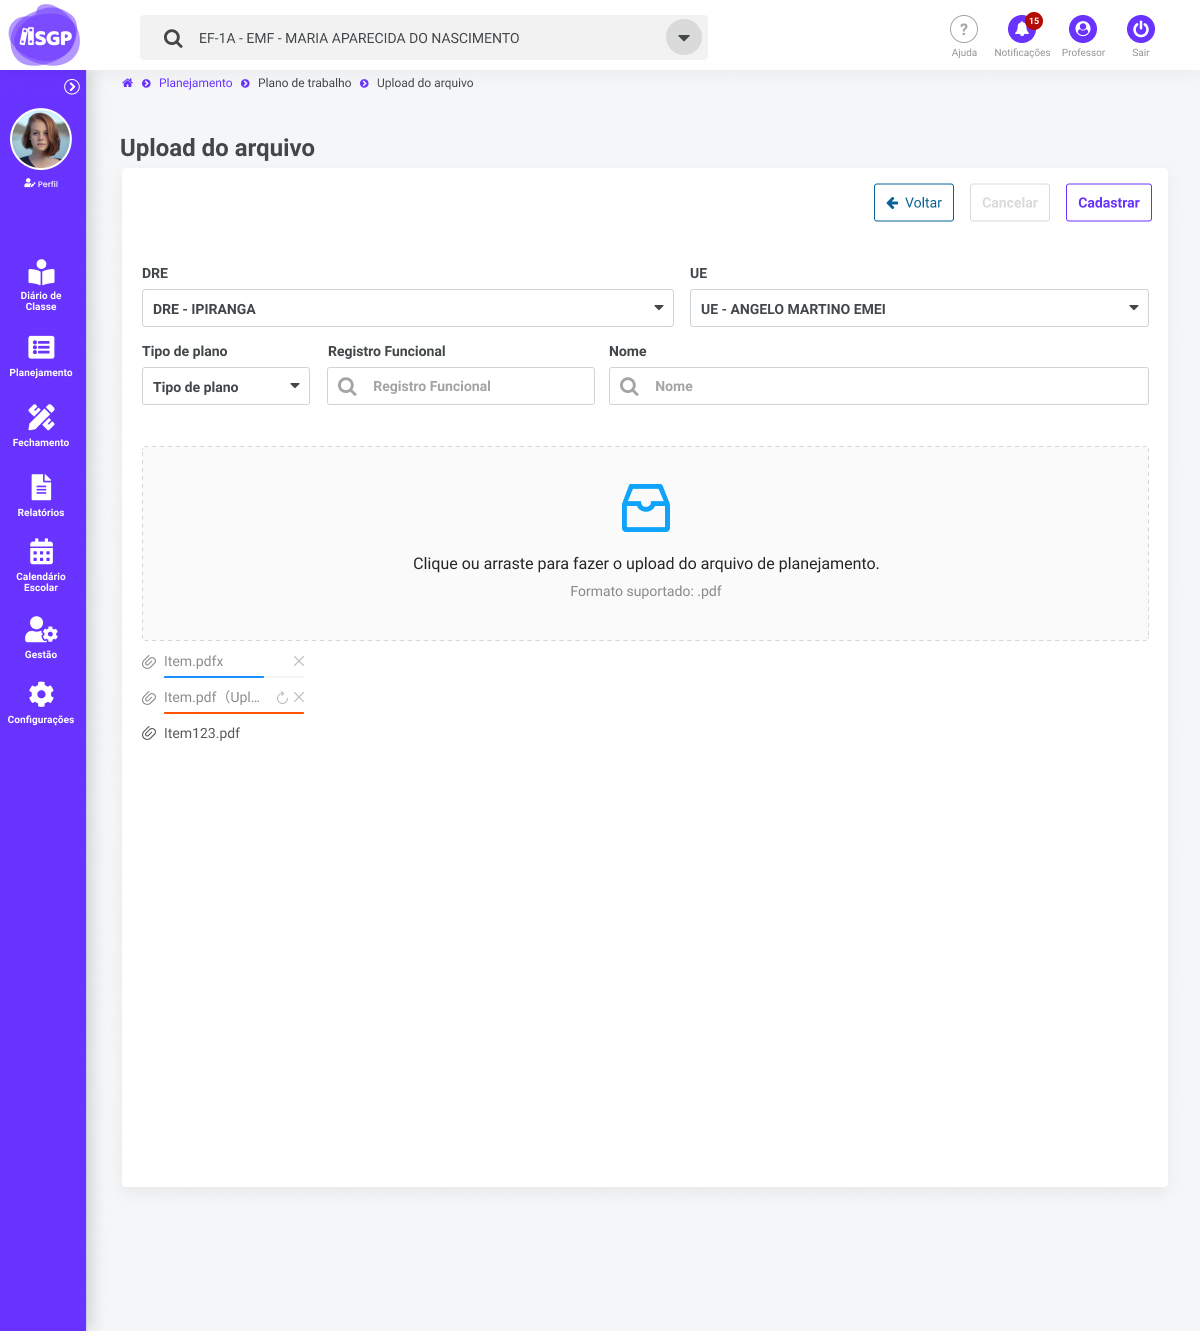 SGP
EF-1A - EMF - MARIA APARECIDA DO NASCIMENTO
?
Ajuda
15
Notificações
Professor
Sair
Planejamento
Plano de trabalho
Upload do arquivo
Perfil
Diário de
Classe
Planejamento
Fechamento
Relatórios
Calendário
Escolar
Gestão
Configurações
Upload do arquivo
Voltar
Cancelar
Cadastrar
DRE
UE
DRE - IPIRANGA
UE - ANGELO MARTINO EMEI
Tipo de plano
Registro Funcional
Nome
Tipo de plano
Registro Funcional
Nome
Clique ou arraste para fazer o upload do arquivo de planejamento.
Formato suportado: .pdf
Item.pdfx
Item.pdf（Upl...
Item123.pdf